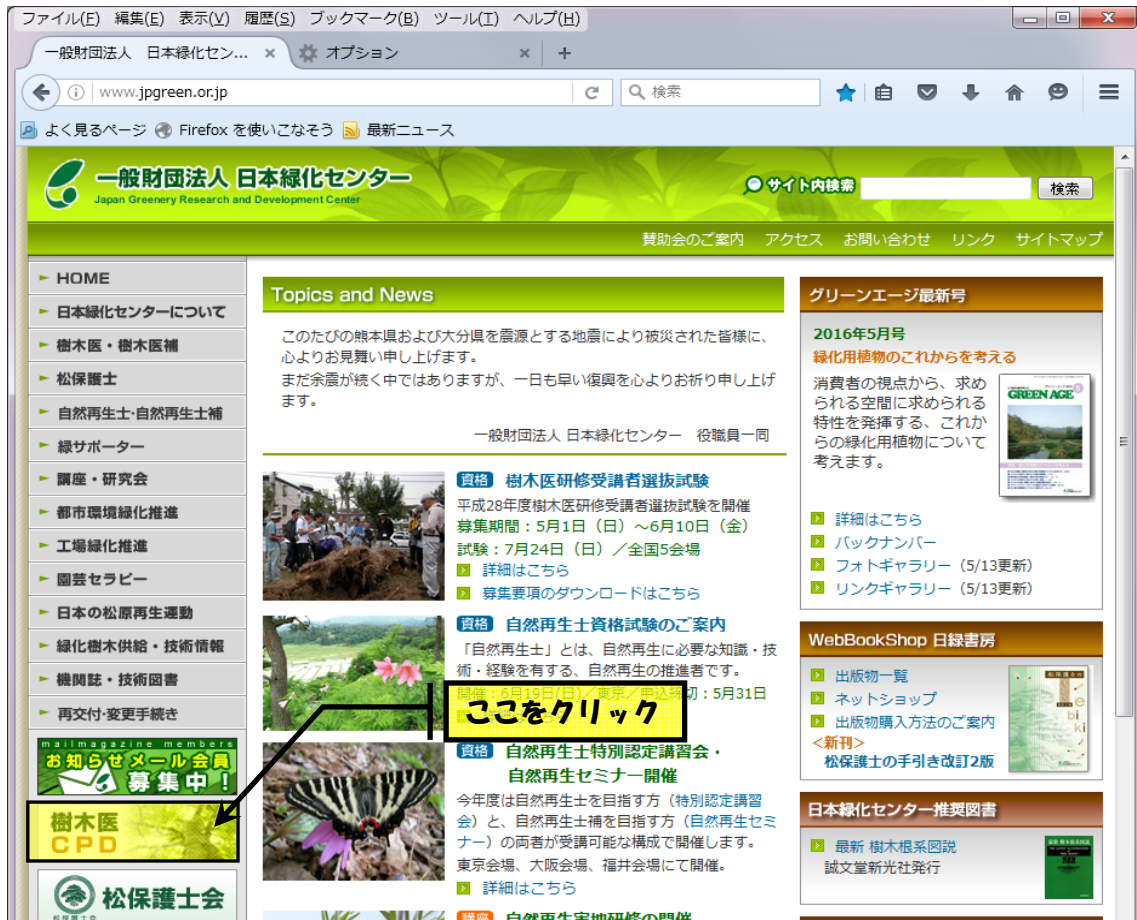 ファイル(F) 編集(E) 表示(V) 履歴(S) ブックマーク(B) ツール(T) ヘルプ(H)
一般財団法人 日本緑化セン... × オプション × +
www.jpgreen.or.jp
検索
よく見るページ Firefox を使いこなそう 最新ニュース
一般財団法人 日本緑化センター
Japan Greenery Research and Development Center
サイト内検索
検索
賛助会のご案内 アクセス お問い合わせ リンク サイトマップ
HOME
日本緑化センターについて
樹木医・樹木医補
松保護士
自然再生士・自然再生士補
緑サポーター
講座・研究会
都市環境緑化推進
工場緑化推進
園芸セラピー
日本の松原再生運動
緑化樹木供給・技術情報
機関誌・技術図書
再交付・変更手続き
mailmagazine members
お知らせメール会員
募集中!
樹木医
CPD
松保護士会
Topics and News
このたびの熊本県および大分県を震源とする地震により被災された皆様に、
心よりお見舞い申し上げます。
まだ余震が続く中ではありますが、一日も早い復興を心よりお祈り申し上げ
ます。
一般財団法人 日本緑化センター 役職員一同
資格 樹木医研修受講者選抜試験
平成28年度樹木医研修受講者選抜試験を開催
募集期間:5月1日(日)~6月10日(金)
試験:7月24日(日)/全国5会場
詳細はこちら
募集要項のダウンロードはこちら
資格 自然再生士資格試験のご案内
「自然再生士」とは、自然再生に必要な知識・技
術・経験を有する、自然再生の推進者です。
開催:6月19日(日)/東京/申込締切:5月31日
ここをクリック
資格 自然再生士特別認定講習会・
自然再生セミナー開催
今年度は自然再生士を目指す方(特別認定講習
会)と、自然再生士補を目指す方(自然再生セミ
ナー)の両者が受講可能な構成で開催します。
東京会場、大阪会場、福井会場にて開催。
詳細はこちら
講座 自然再生実地研修の開催
グリーンエージ最新号
2016年5月号
緑化用植物のこれからを考える
消費者の視点から、求め
られる空間に求められる
特性を発揮する、これか
らの緑化用植物について
考えます。
GREEN AGE
詳細はこちら
バックナンバー
フォトギャラリー (5/13更新)
リンクギャラリー (5/13更新)
WebBookShop 日緑書房
出版物一覧
ネットショップ
出版物購入方法のご案内
<新刊>
松保護士の手引き改訂2版
日本緑化センター推奨図書
最新 樹木根系図説
誠文堂新光社発行